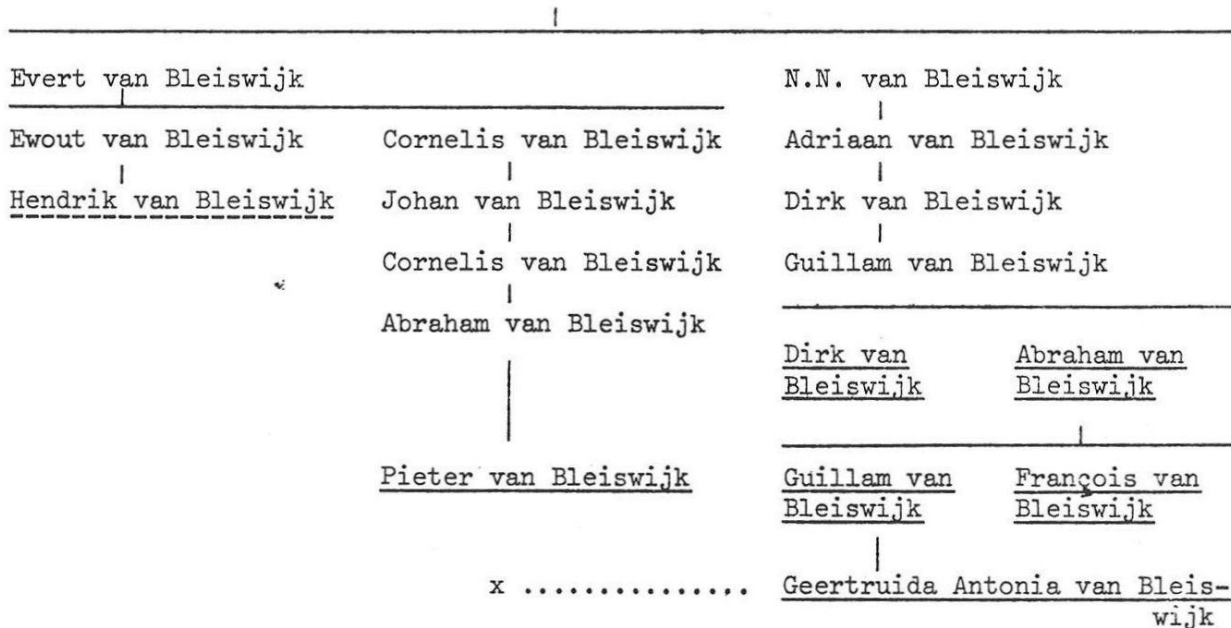 Evert van Bleiswijk N.N. van Bleiswijk
Ewout van Bleiswijk Cornelis van Bleiswijk Adriaan van Bleiswijk
Hendrik van Bleiswijk Johan van Bleiswijk Dirk van Bleiswijk
Cornelis van Bleiswijk Guillam van Bleiswijk
Abraham van Bleiswijk
Dirk van Abraham van
Bleiswijk Bleiswijk
Pieter van Bleiswijk Guillam van François van
Bleiswijk Bleiswijk
x ............... Geertruida Antonia van Bleis-
wijk